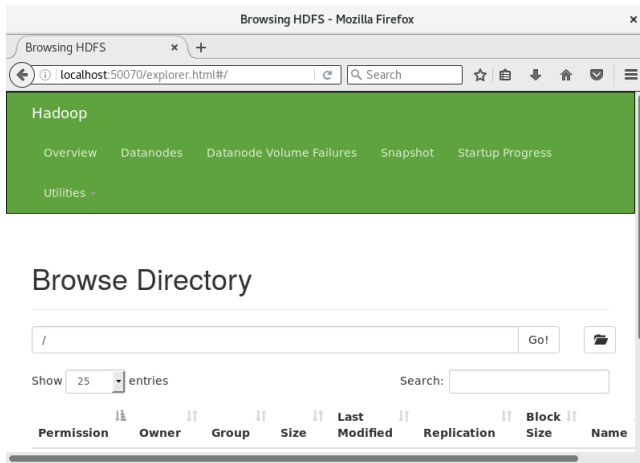 Browsing HDFS - Mozilla Firefox
Browsing HDFS
localhost:50070/explorer.html#/
Search
Hadoop
Overview Datanodes Datanode Volume Failures Snapshot Startup Progress
Utilities
Browse Directory
/ Go!
Show 25 entries Search:
Permission Owner Group Size Last Modified Replication Block Size Name